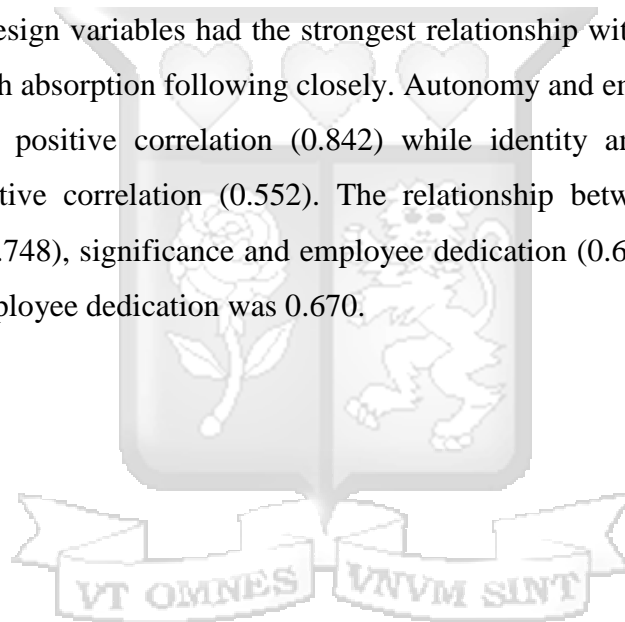 esign variables had the strongest relationship wit
h absorption following closely. Autonomy and e
positive correlation (0.842) while identity a
tive correlation (0.552). The relationship betw
.748), significance and employee dedication (0.6
ployee dedication was 0.670.
VT OMNES VNVM SINT